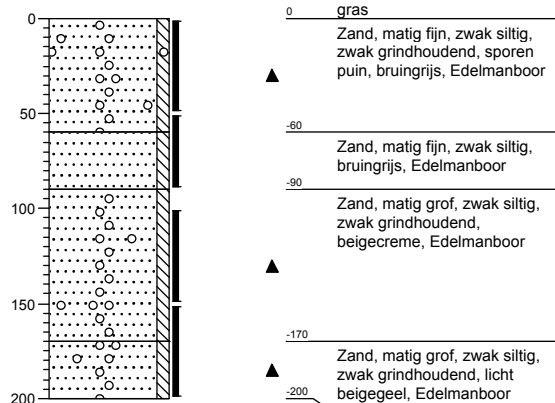 0
50
100
150
200
0 gras
Zand, matig fijn, zwak siltig,
zwak grindhoudend, sporen
puin, bruingrijs, Edelmanboor
-60
Zand, matig fijn, zwak siltig,
bruingrijs, Edelmanboor
-90
Zand, matig grof, zwak siltig,
zwak grindhoudend,
beigecreme, Edelmanboor
-170
Zand, matig grof, zwak siltig,
zwak grindhoudend, licht
beigegeel, Edelmanboor
-200